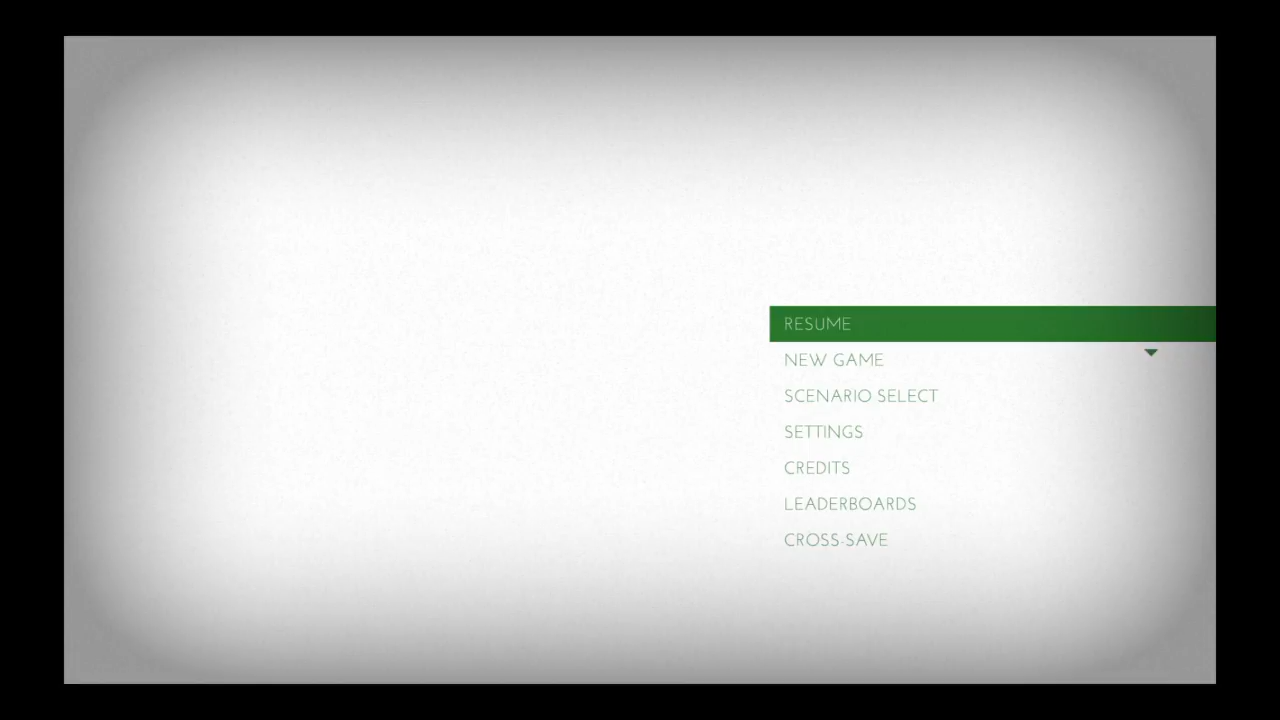 RESUME
NEW GAME
SCENARIO SELECT
SETTINGS
CREDITS
LEADERBOARDS
CROSS-SAVE